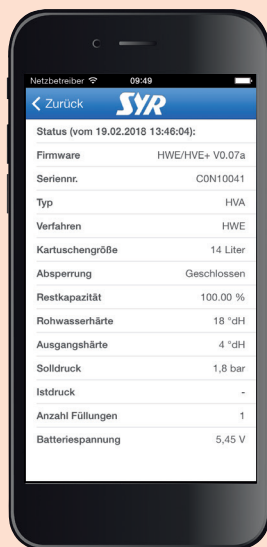 Netzbetreiber 09:49
Zurück SYR
Status (vom 19.02.2018 13:46:04):
Firmware HWE/HVE+ V0.07a
Seriennr. C0N10041
Typ HVA
Verfahren HWE
Kartuschengröße 14 Liter
Absperrung Geschlossen
Restkapazität 100.00 %
Rohwasserhärte 18 °dH
Ausgangshärte 4 °dH
Solldruck 1,8 bar
Istdruck -
Anzahl Füllungen 1
Batteriespannung 5,45 V